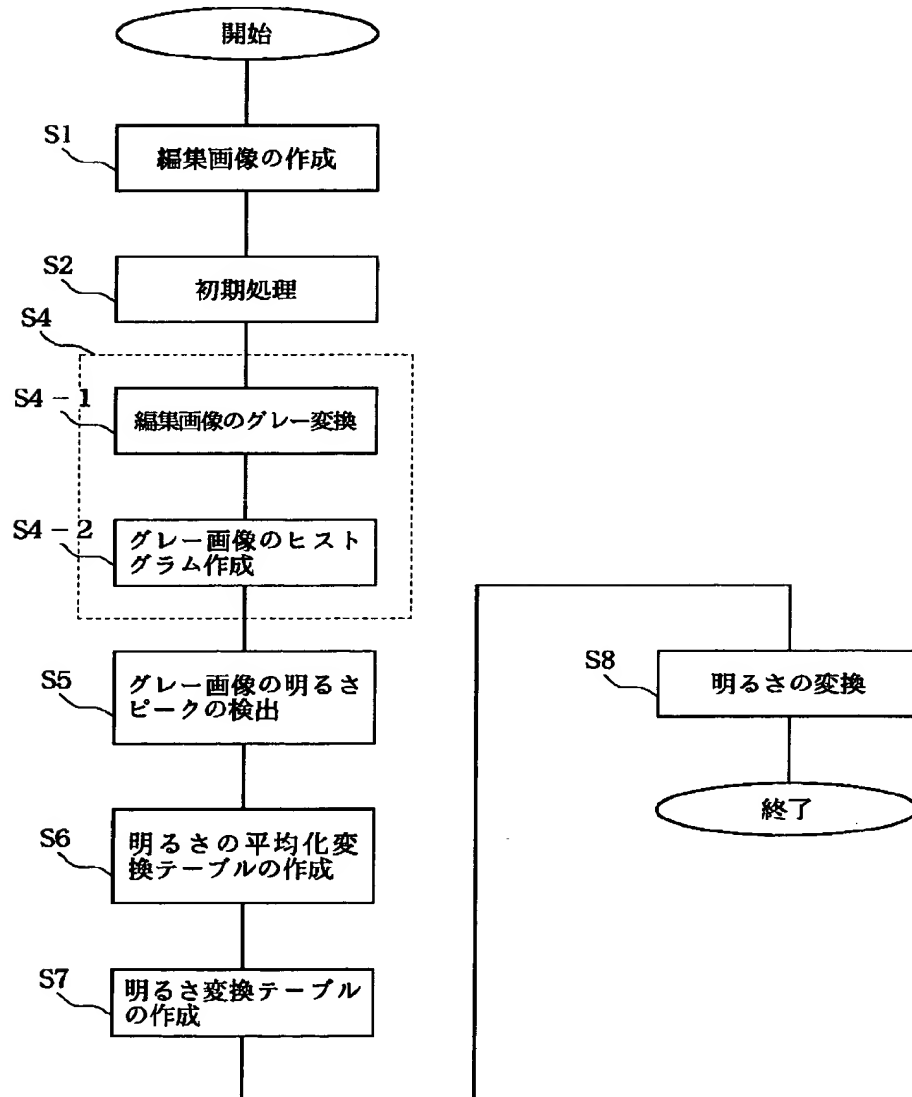 開始
S1
編集画像の作成
S2
初期処理
S4
S4-1
編集画像のグレー変換
S4-2
グレー画像のヒスト
グラム作成
S5
グレー画像の明るさ
ピークの検出
S6
明るさの平均化変
換テーブルの作成
S7
明るさ変換テーブル
の作成
S8
明るさの変換
終了